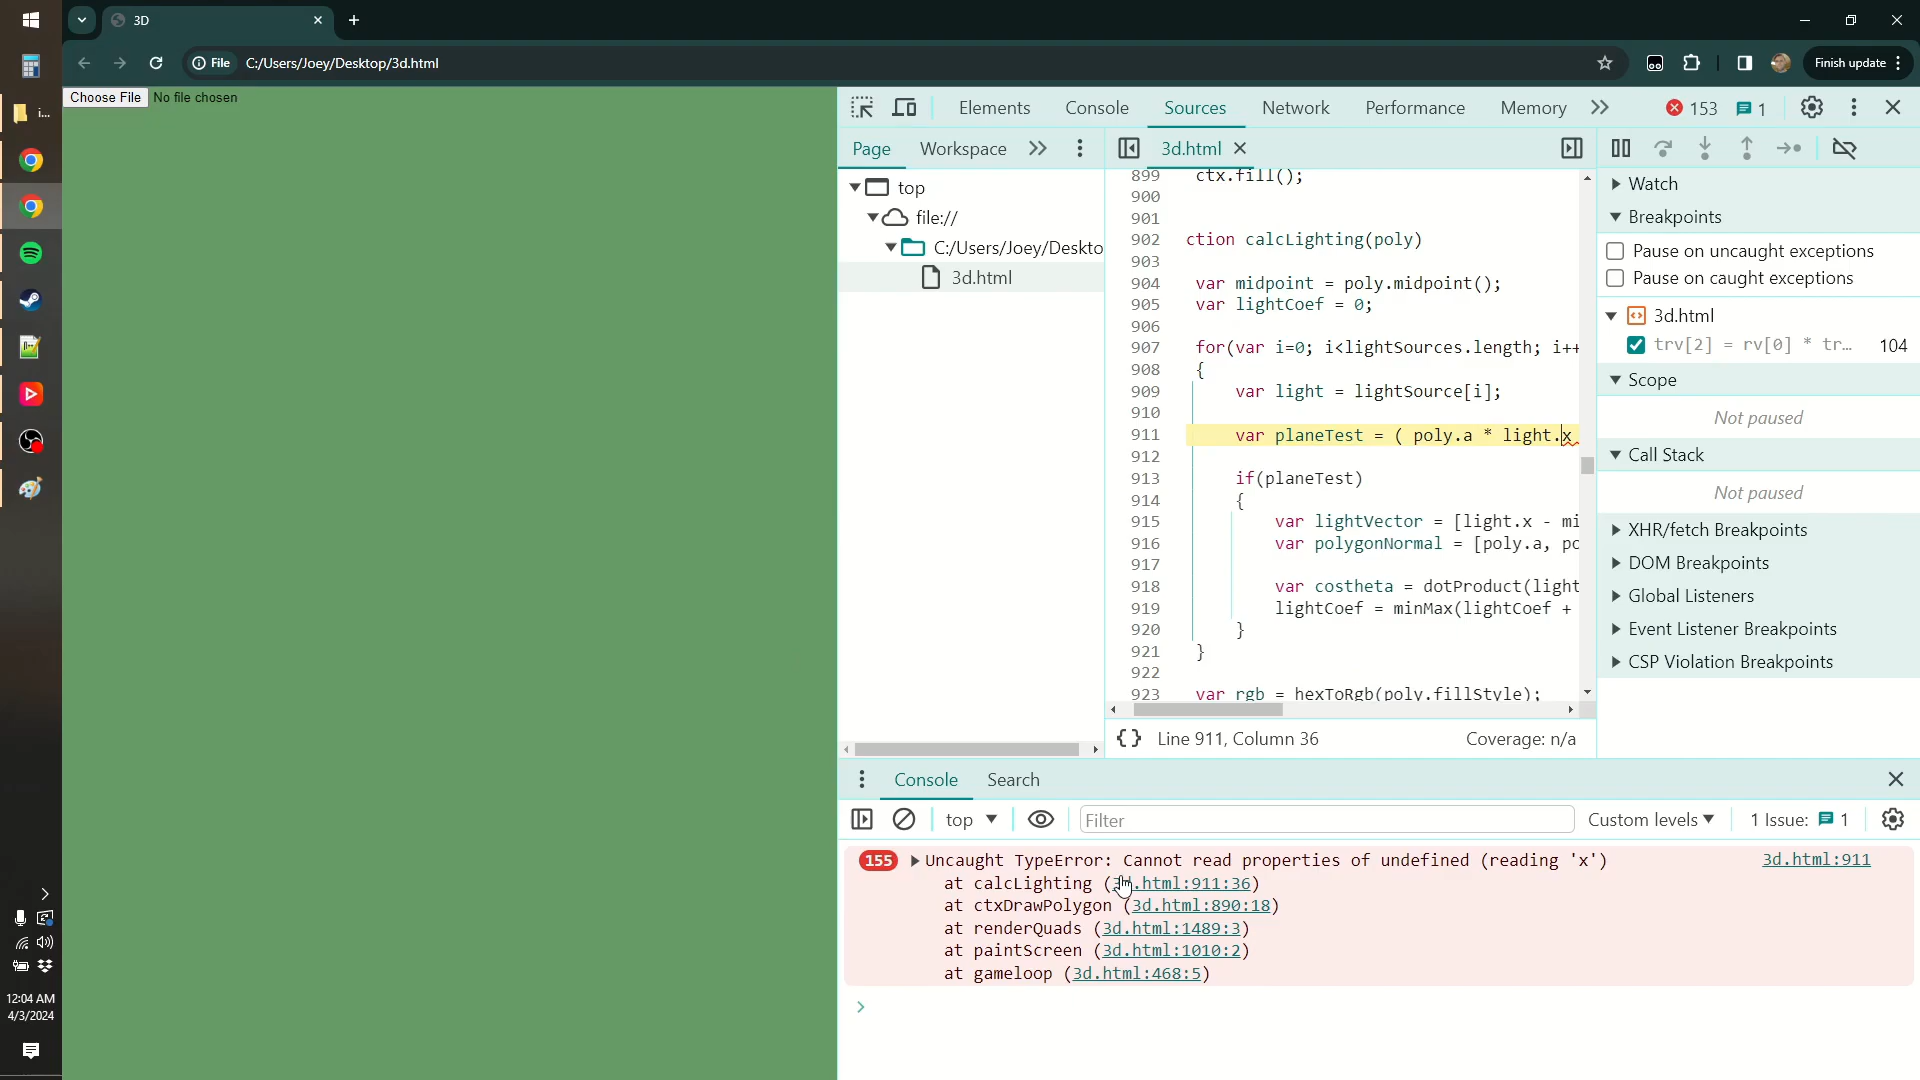 3D
File
C:/Users/Joey/Desktop/3d.html
Finish update
Choose File No file chosen
Elements Console Sources Network Performance Memory 153 1
Page Workspace
3d.html
top
file://
C:/Users/Joey/Deskto
3d.html
899 ctx.fill();
900
901
902 ction calcLighting(poly)
903
904 var midpoint = poly.midpoint();
905 var lightCoef = 0;
906
907 for(var i=0; i<lightSources.length; i++
908 {
909 var light = lightSource[i];
910
911 var planeTest = ( poly.a * light.x
912
913 if(planeTest)
914 {
915 var lightVector = [light.x - mi
916 var polygonNormal = [poly.a, po
917
918 var costheta = dotProduct(light
919 lightCoef = minMax(lightCoef +
920 }
921 }
922
923 var rgb = hexToRgb(poly.fillStyle);
{} Line 911, Column 36 Coverage: n/a
Watch
Breakpoints
Pause on uncaught exceptions
Pause on caught exceptions
3d.html
trv[2] = rv[0] * tr… 104
Scope
Not paused
Call Stack
Not paused
XHR/fetch Breakpoints
DOM Breakpoints
Global Listeners
Event Listener Breakpoints
CSP Violation Breakpoints
Console Search
top Filter Custom levels 1 Issue: 1
155 Uncaught TypeError: Cannot read properties of undefined (reading 'x') 3d.html:911
at calcLighting (3d.html:911:36)
at ctxDrawPolygon (3d.html:890:18)
at renderQuads (3d.html:1489:3)
at paintScreen (3d.html:1010:2)
at gameloop (3d.html:468:5)
i...
12:04 AM
4/3/2024